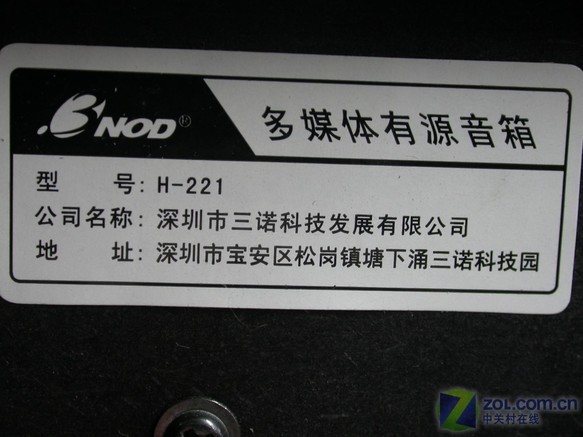 3NOD®
多媒体有源音箱
型 号: H-221
公司名称: 深圳市三诺科技发展有限公司
地 址: 深圳市宝安区松岗镇塘下涌三诺科技园
zol.com.cn
中关村在线